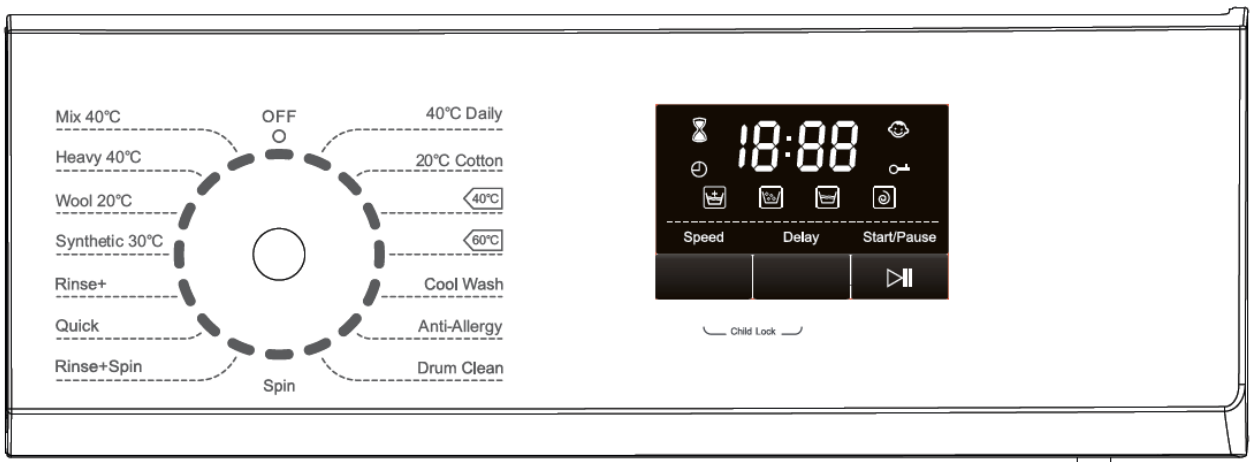 OFF
Mix 40℃
Heavy 40℃
Wool 20℃
Synthetic 30℃
Rinse+
Quick
Rinse+Spin
Spin
40℃ Daily
20℃ Cotton
40℃
60℃
Cool Wash
Anti-Allergy
Drum Clean
18:88
Speed Delay Start/Pause
Child Lock